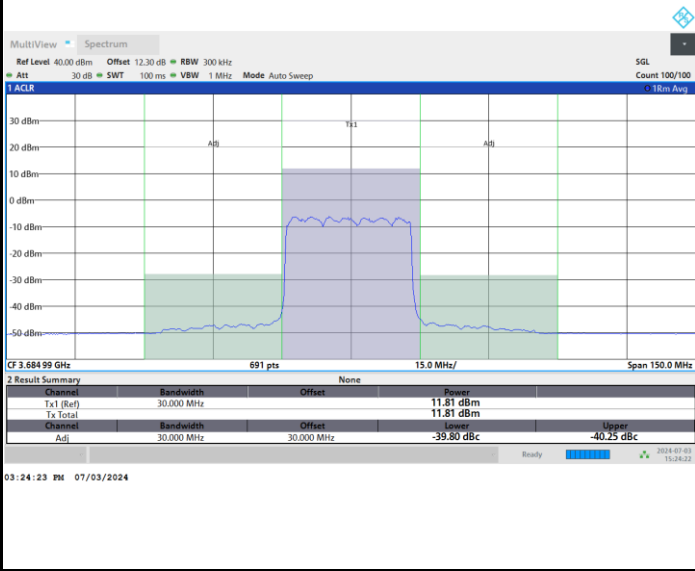 MultiView Spectrum
Ref Level 40.00 dBm Offset 12.30 dB RBW 300 kHz SGL
Att 30 dB SWT 100 ms VBW 1 MHz Mode Auto Sweep Count 100/100
1 ACLR 1Rm Avg
30 dBm
Tx1
20 dBm
Adj Adj
10 dBm
0 dBm
-10 dBm
-20 dBm
-30 dBm
-40 dBm
-50 dBm
CF 3.684 99 GHz 691 pts 15.0 MHz/ Span 150.0 MHz
2 Result Summary None
Channel Bandwidth Offset Power
Tx1 (Ref) 30.000 MHz 11.81 dBm
Tx Total 11.81 dBm
Channel Bandwidth Offset Lower Upper
Adj 30.000 MHz 30.000 MHz -39.80 dBc -40.25 dBc
Ready 2024-07-03
15:24:22
03:24:23 PM 07/03/2024